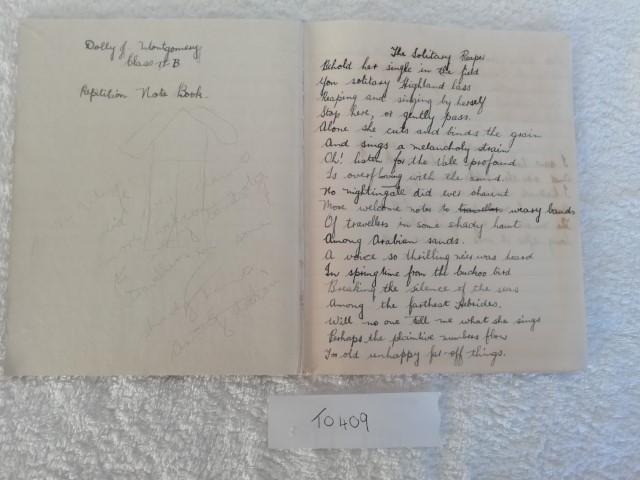 Dolly J. Montgomery
Class II B
Repitition Note Book.
The Solitary Reaper
Behold her single in the field
Yon solitary Highland lass
Reaping and singing by herself
Stop here, or gently pass.
Alone she cuts and binds the grain
And sings a melancholy strain
Oh! listen for the Vale profound
Is overflowing with the sound.
No nightingale did ever chaunt
More welcome notes to travellers weary bands
Of travellers in some shady haunt
Among Arabian sands.
A voice so thrilling ne'er was heard
In springtime from the cuckoo bird
Breaking the silence of the seas
Among the farthest Hebrides.
Will no one tell me what she sings
Perhaps the plaintive numbers flow
For old unhappy far-off things.
TO409